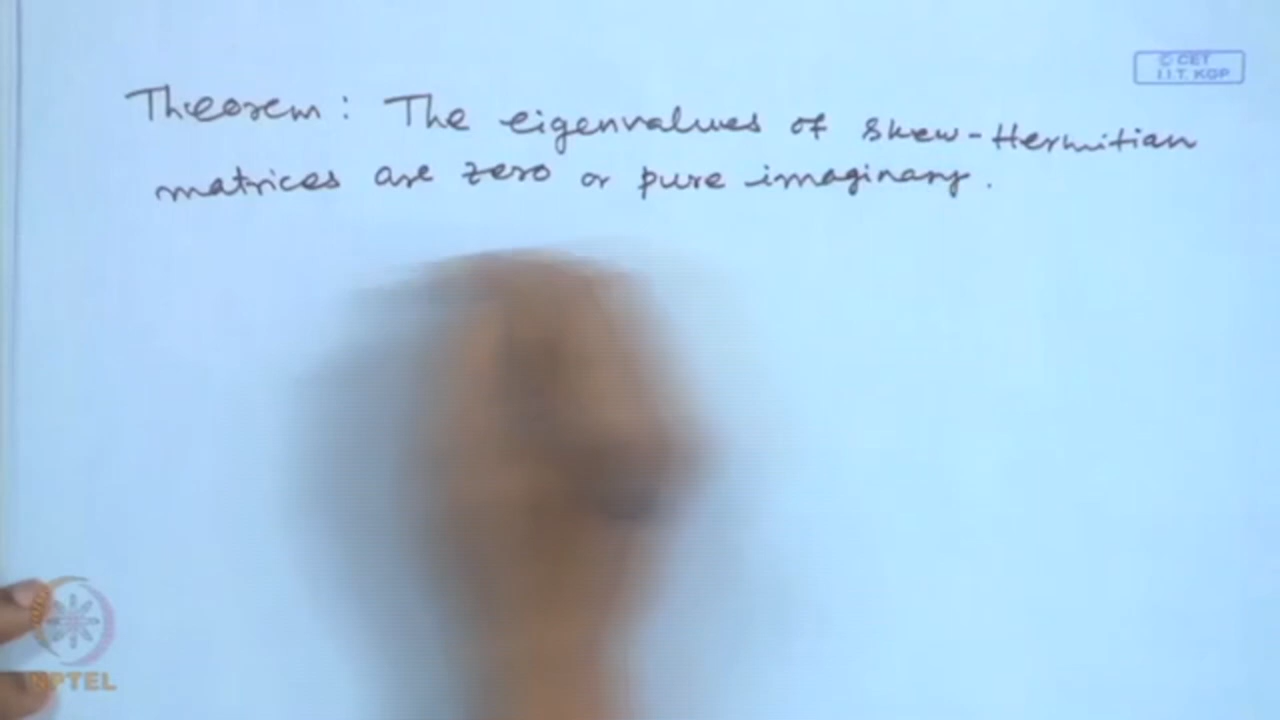 Theorem : The eigenvalues of Skew-Hermitian
matrices are zero or pure imaginary.
© CET
I.I.T. KGP
NPTEL